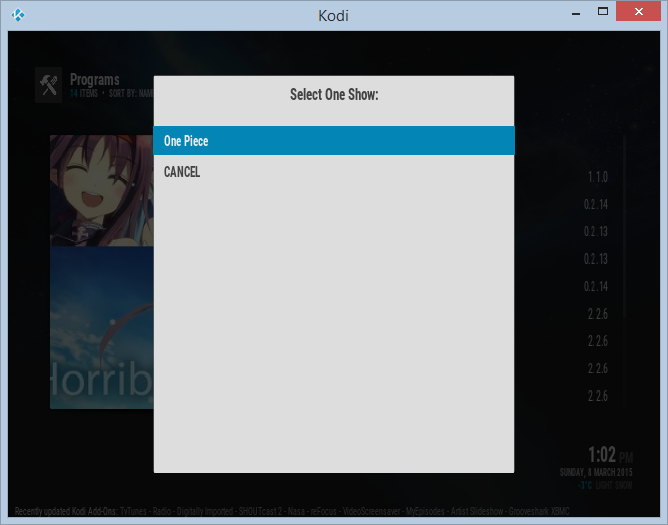 Kodi
Programs
14 ITEMS • SORT BY: NAM
Select One Show:
One Piece
CANCEL
1.1.0
0.2.14
0.2.13
0.2.13
0.2.14
2.2.6
2.2.6
2.2.6
2.2.6
Horrib
1:02 PM
SUNDAY, 8 MARCH 2015
-3°C LIGHT SNOW
Recently updated Kodi Add-Ons: TvTunes - Radio - Digitally Imported - SHOUTcast 2 - Nasa - reFocus - VideoScreensaver - MyEpisodes - Artist Slideshow - Grooveshark XBMC